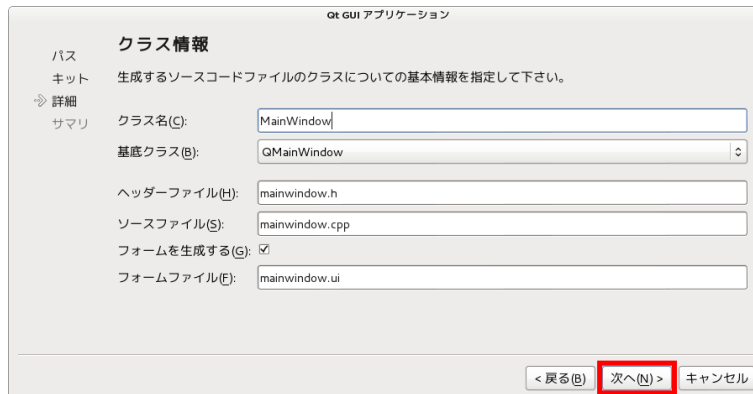 Qt GUI アプリケーション
パス
キット
詳細
サマリ
クラス情報
生成するソースコードファイルのクラスについての基本情報を指定して下さい。
クラス名(C): MainWindow
基底クラス(B): QMainWindow
ヘッダーファイル(H): mainwindow.h
ソースファイル(S): mainwindow.cpp
フォームを生成する(G):
フォームファイル(F): mainwindow.ui
< 戻る(B) 次へ(N) > キャンセル